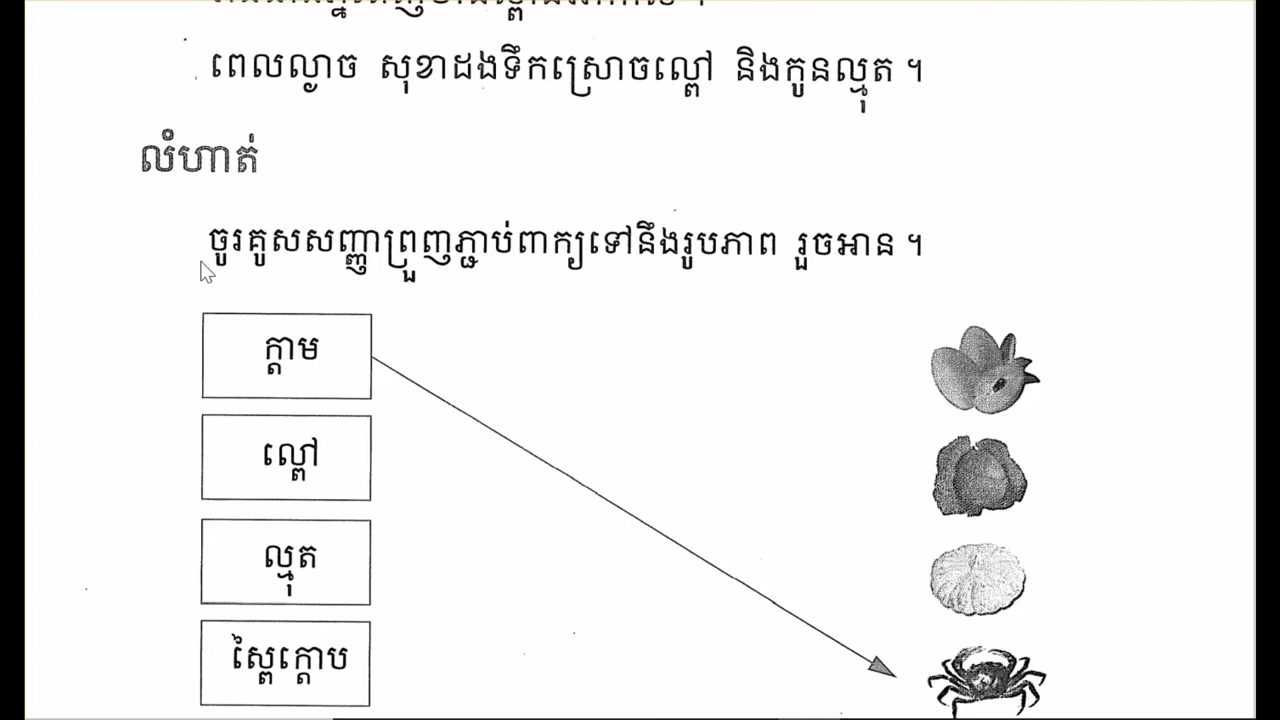 ពេលល្ងាច សុខាដងទឹកស្រោចល្ពៅ និងកូនល្មុត ។
លំហាត់
ចូរគូសសញ្ញាព្រួញភ្ជាប់ពាក្យទៅនឹងរូបភាព រួចអាន ។
ក្តាម
ល្ពៅ
ល្មុត
ស្ពៃក្តោប